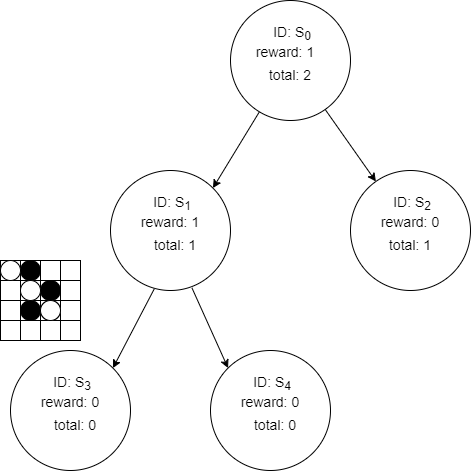 ID: S0
reward: 1
total: 2
ID: S1
reward: 1
total: 1
ID: S2
reward: 0
total: 1
ID: S3
reward: 0
total: 0
ID: S4
reward: 0
total: 0